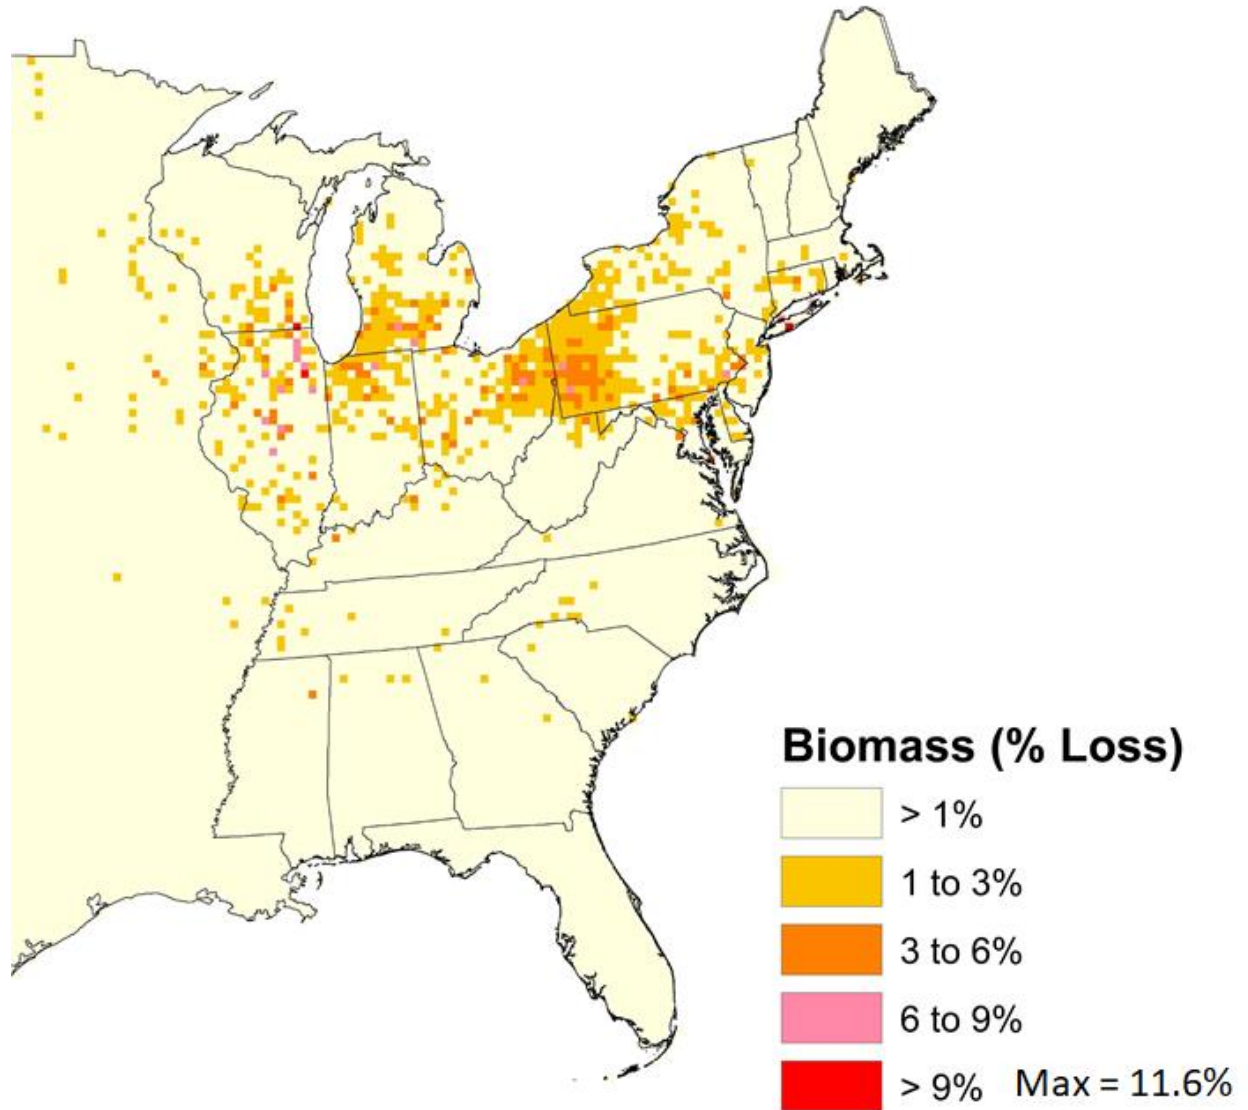 Biomass (% Loss)
> 1%
1 to 3%
3 to 6%
6 to 9%
> 9% Max = 11.6%